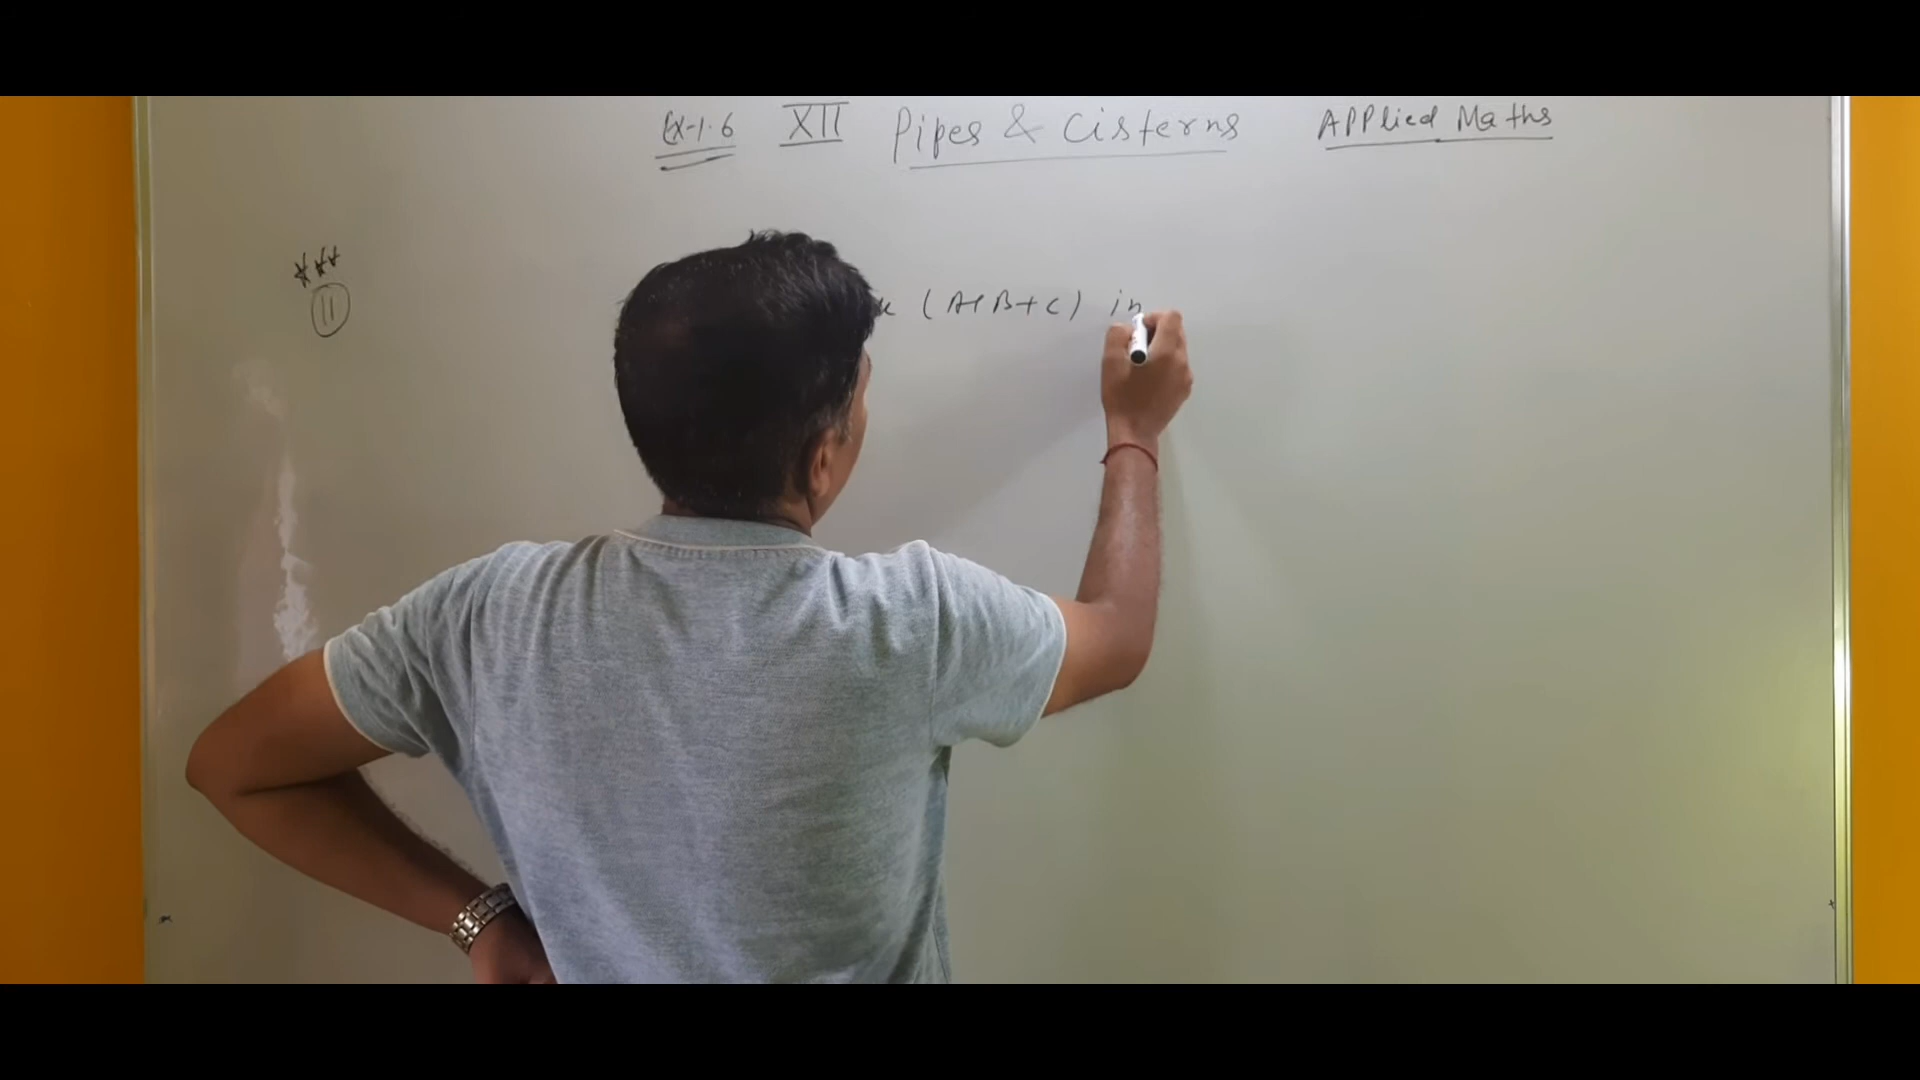 Ex-1.6 XII Pipes & Cisterns Applied Maths
***
11
(A+B+C) in